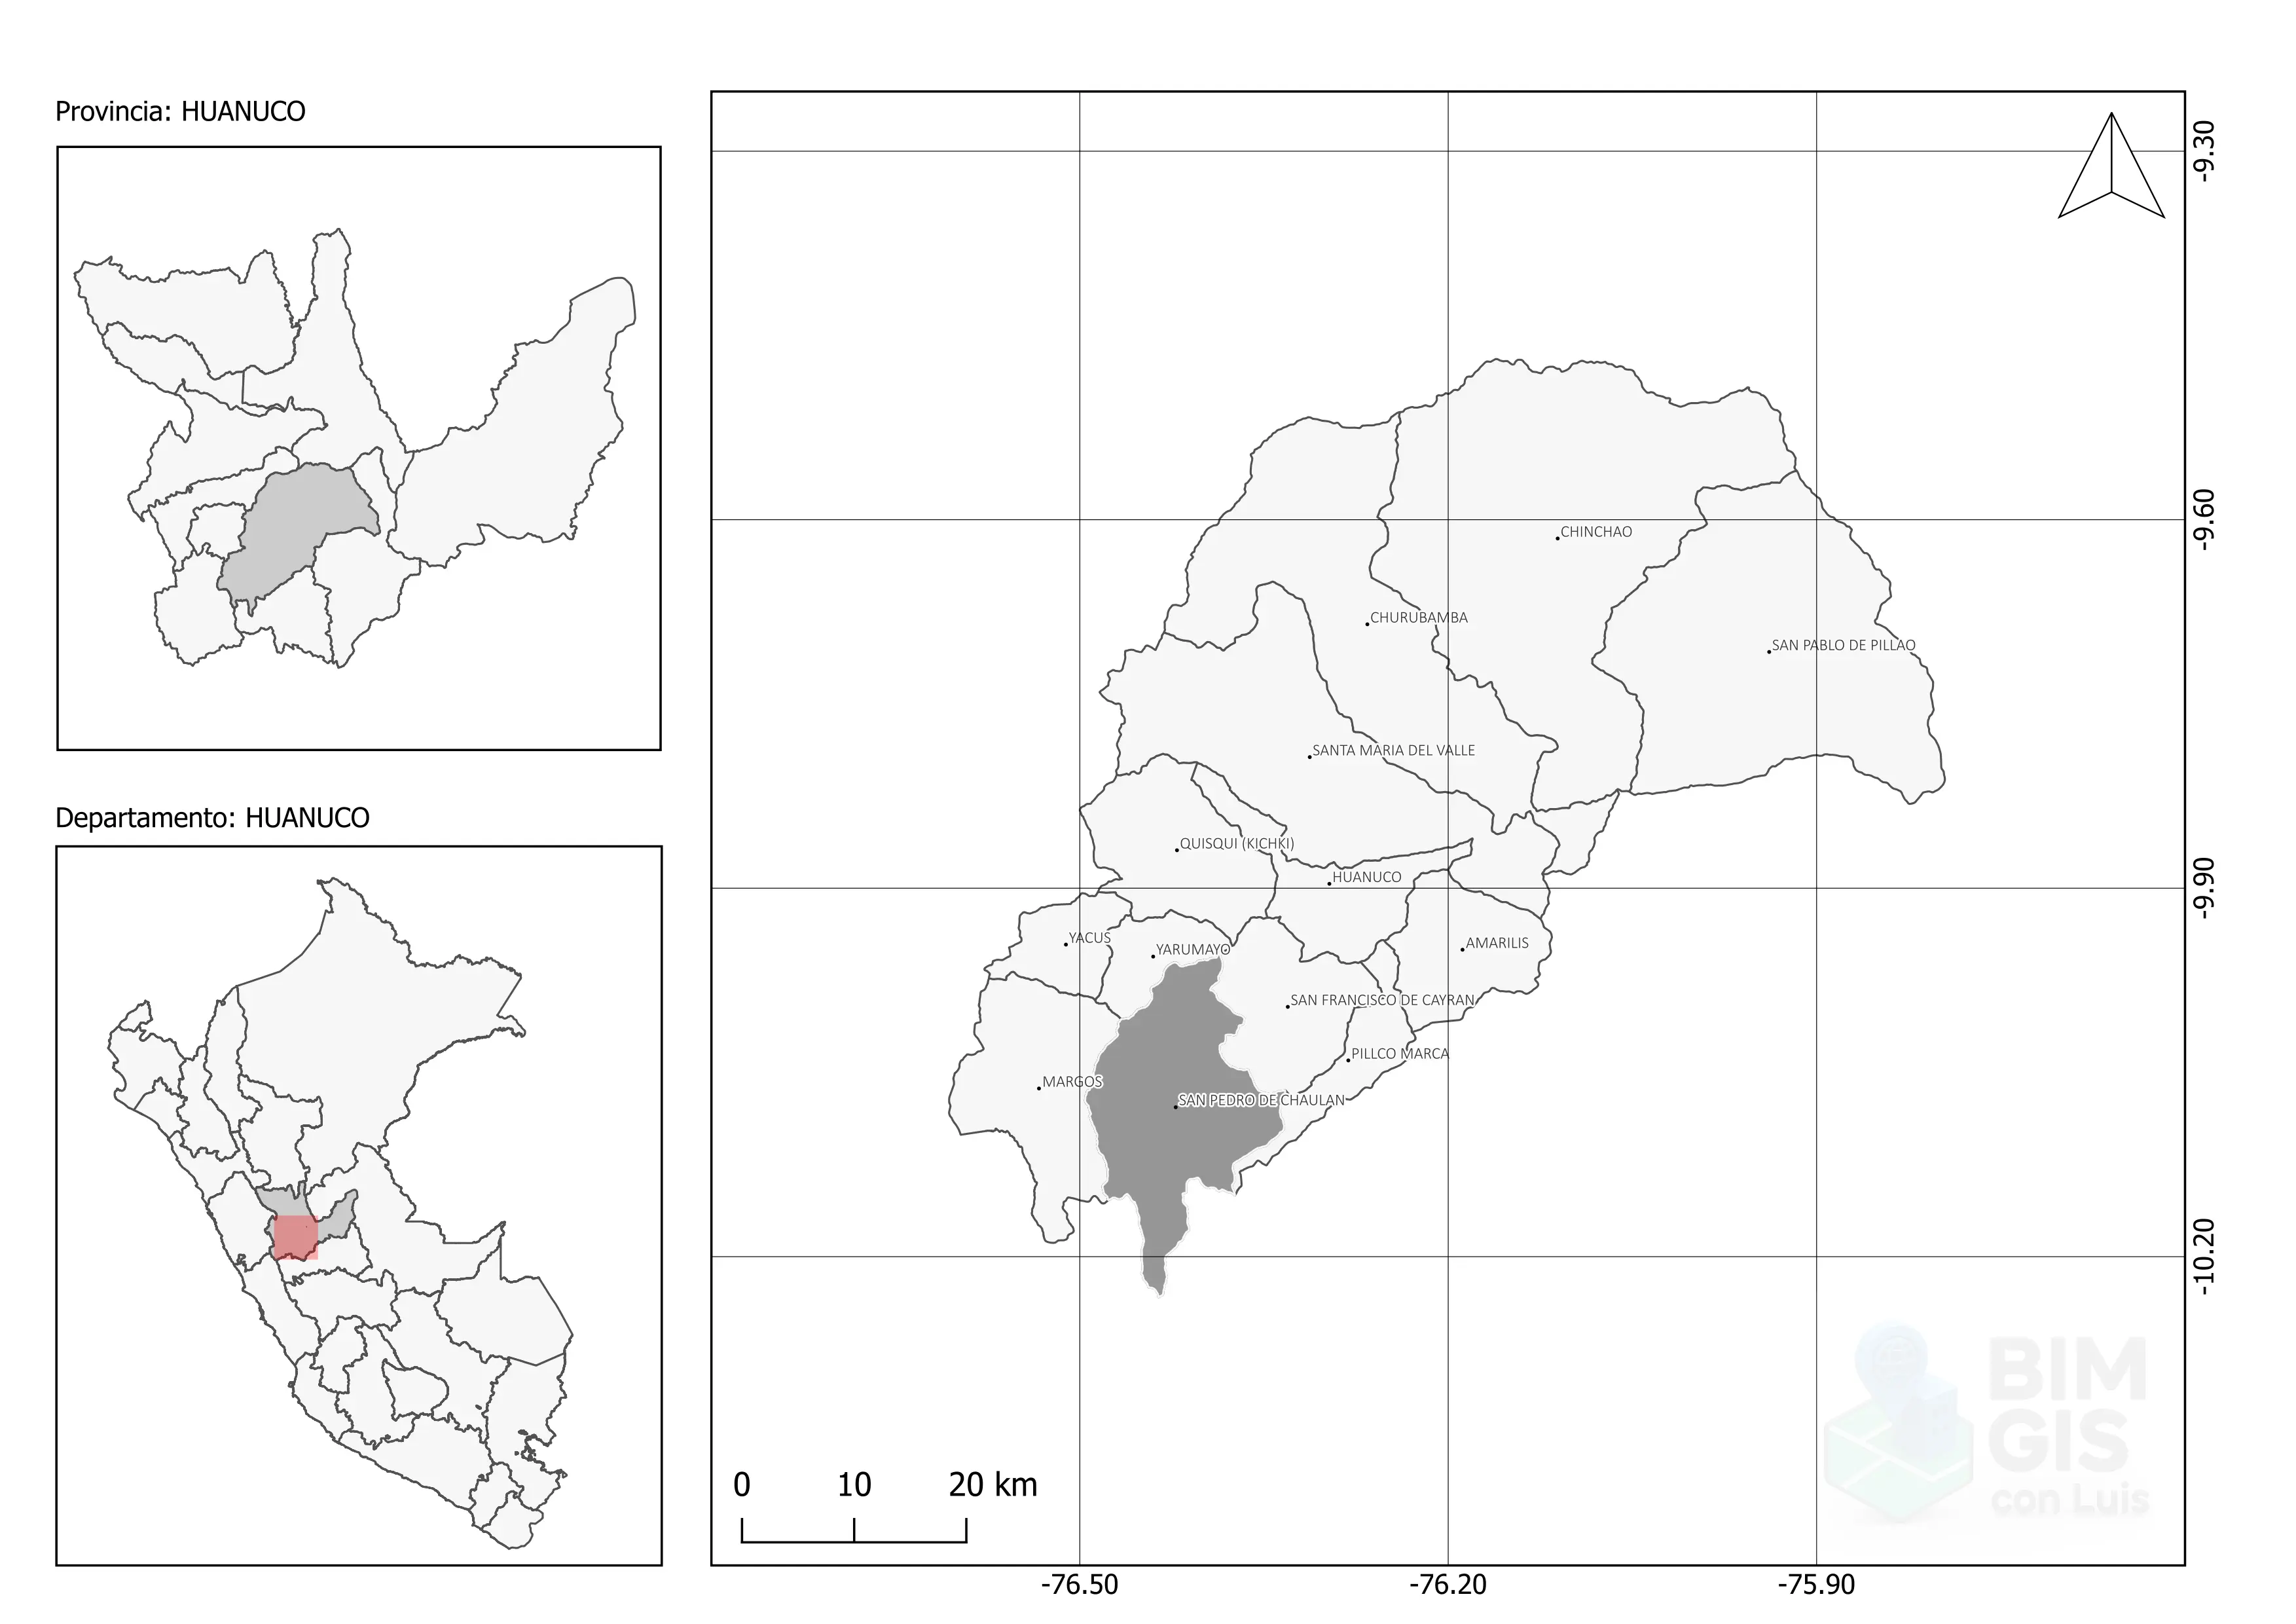 Provincia: HUANUCO
Departamento: HUANUCO
-9.30
-9.60
-9.90
-10.20
CHINCHAO
CHURUBAMBA
SAN PABLO DE PILLAO
SANTA MARIA DEL VALLE
QUISQUI (KICHKI)
HUANUCO
YACUS
YARUMAYO
AMARILIS
SAN FRANCISCO DE CAYRAN
PILLCO MARCA
MARGOS
SAN PEDRO DE CHAULAN
BIM
GIS
con Luis
0 10 20 km
-76.50 -76.20 -75.90